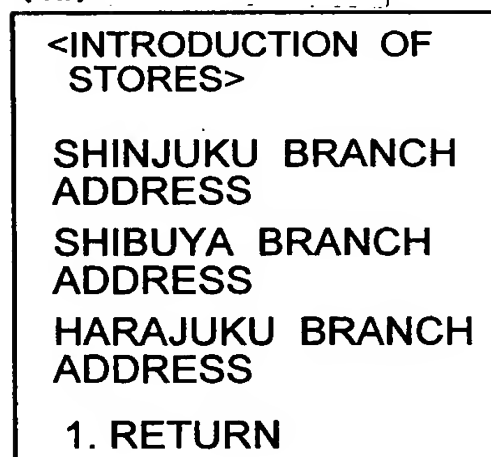 <INTRODUCTION OF
STORES>
SHINJUKU BRANCH
ADDRESS
SHIBUYA BRANCH
ADDRESS
HARAJUKU BRANCH
ADDRESS
1. RETURN